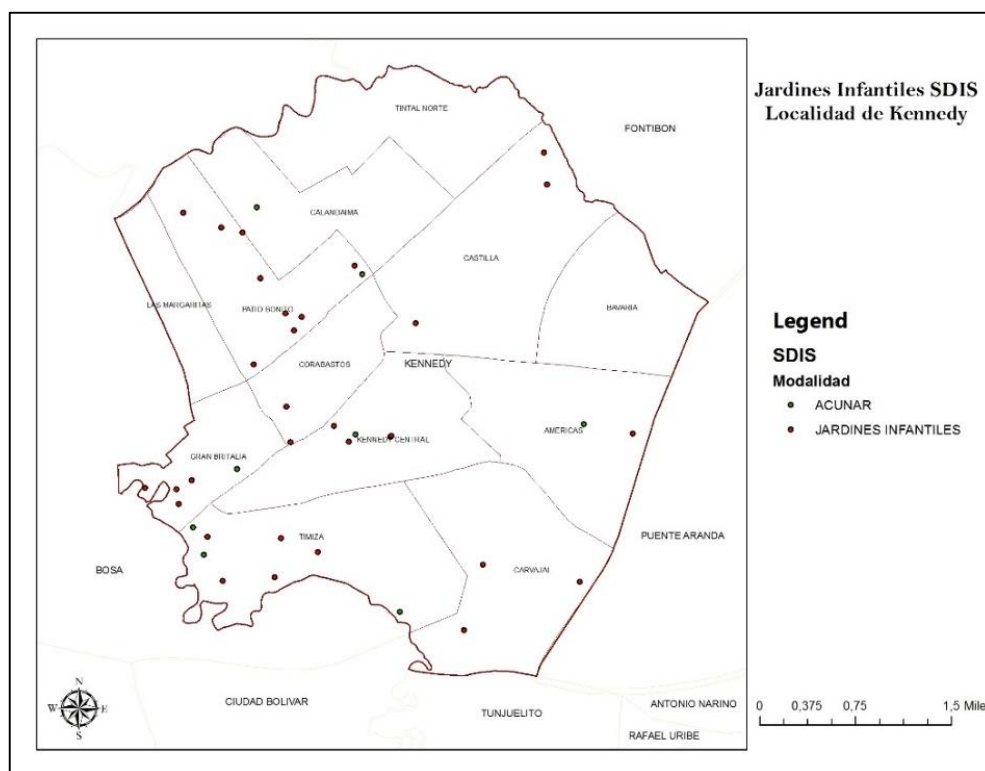 Jardines Infantiles SDIS
Localidad de Kennedy
TINTAL NORTE
FONTIBON
CALANDAIMA
CASTILLA
LAS MARGARITAS
PATIO BONITO
BAVARIA
CORABASTOS
KENNEDY
AMERICAS
KENNEDY CENTRAL
GRAN BRITALIA
TIMIZA
PUENTE ARANDA
BOSA
CARVAJAL
CIUDAD BOLIVAR
TUNJUELITO
ANTONIO NARINO
RAFAEL URIBE
N
W
E
S
Legend
SDIS
Modalidad
ACUNAR
JARDINES INFANTILES
0 0,375 0,75 1,5 Mile